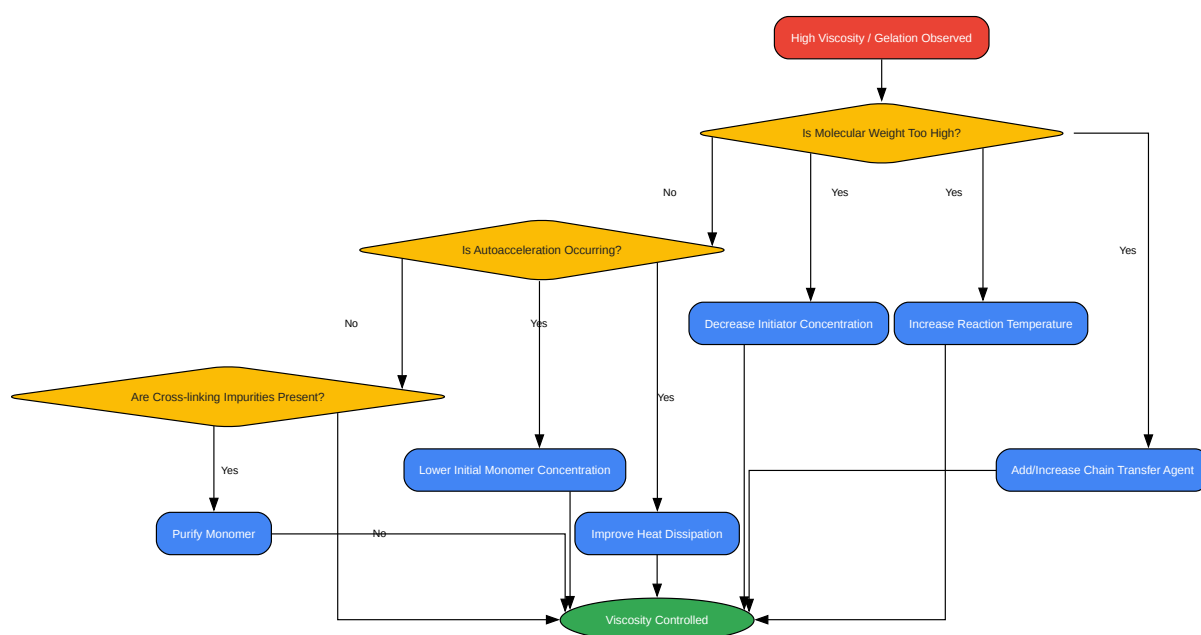 High Viscosity / Gelation Observed
Is Molecular Weight Too High?
No
Yes
Yes
Yes
Is Autoacceleration Occurring?
Decrease Initiator Concentration
Increase Reaction Temperature
No
Yes
Yes
Are Cross-linking Impurities Present?
Yes
Lower Initial Monomer Concentration
Add/Increase Chain Transfer Agent
Purify Monomer
No
Improve Heat Dissipation
Viscosity Controlled